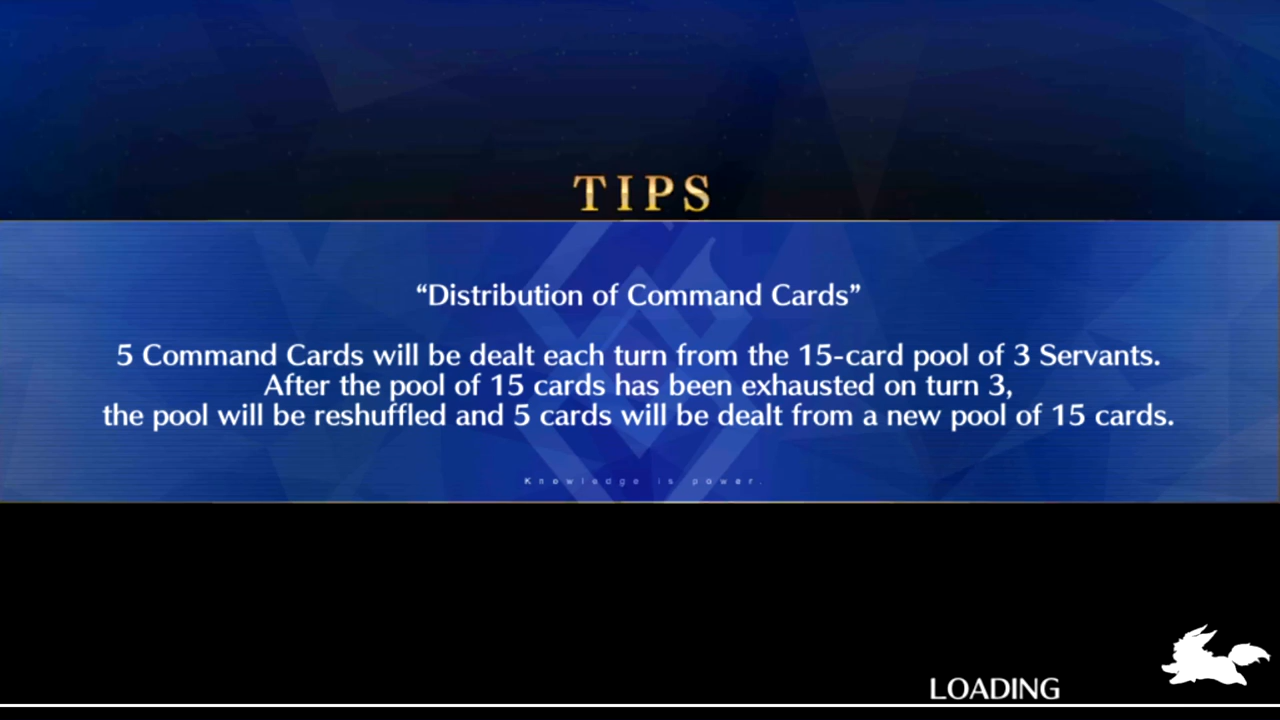 TIPS
“Distribution of Command Cards”
5 Command Cards will be dealt each turn from the 15-card pool of 3 Servants.
After the pool of 15 cards has been exhausted on turn 3,
the pool will be reshuffled and 5 cards will be dealt from a new pool of 15 cards.
Knowledge is power.
LOADING